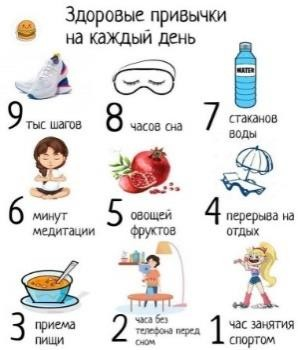 Здоровые привычки
на каждый день
9 тыс шагов
8 часов сна
WATER
7 стаканов
воды
6 минут
медитации
5 овощей
фруктов
4 перерыва на
отдых
3 приема
пищи
2 часа без
телефона перед
сном
1 час занятия
спортом